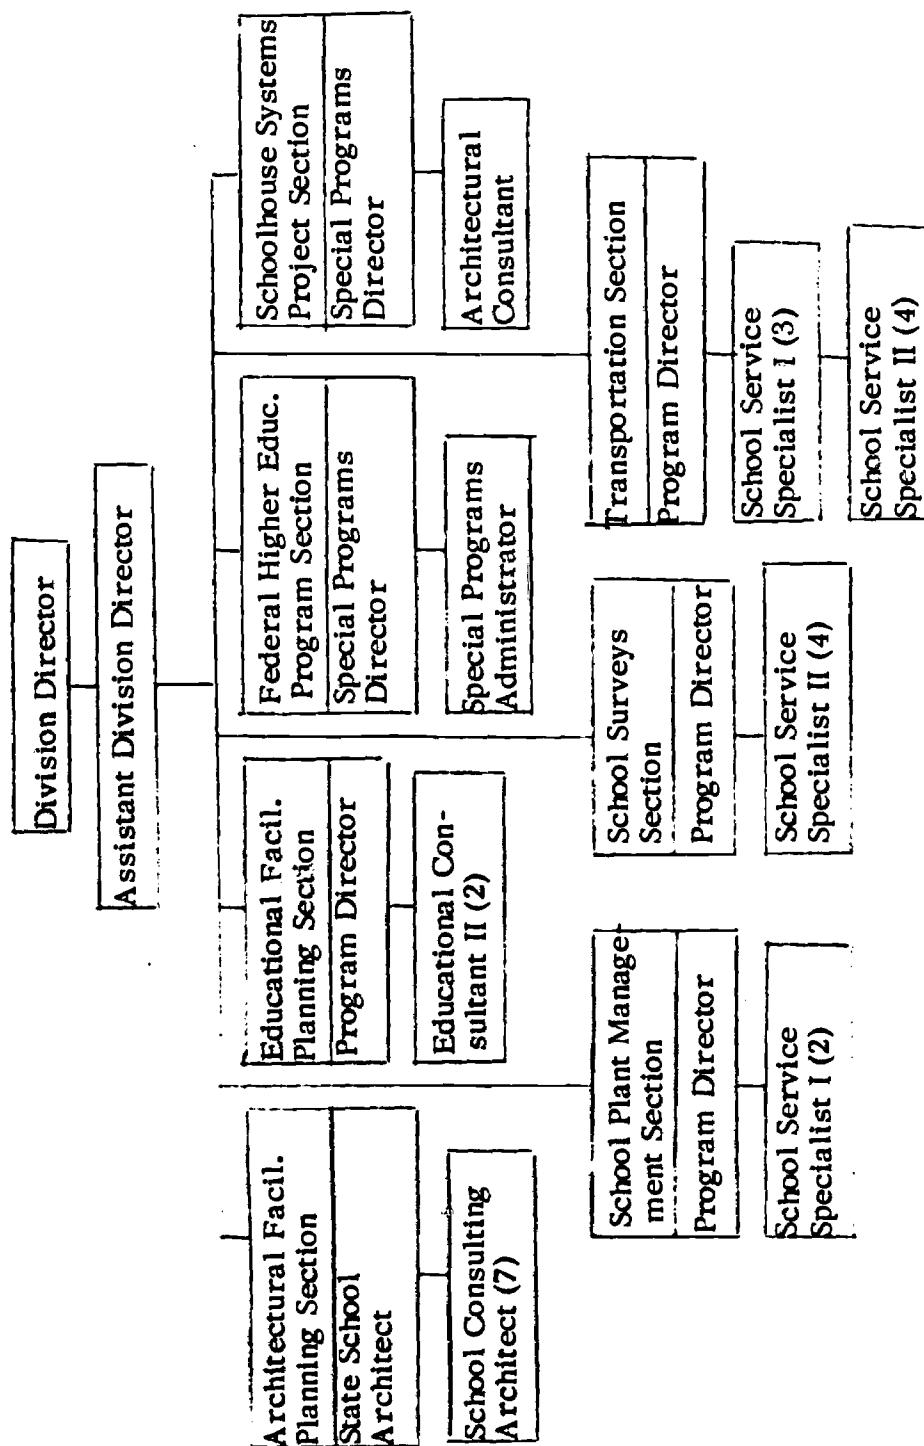 Division Director
Assistant Division Director
Architectural Facil.
Planning Section
State School
Architect
School Consulting
Architect (7)
Educational Facil.
Planning Section
Program Director
Educational Con-
sultant II (2)
Federal Higher Educ.
Program Section
Special Programs
Director
Special Programs
Administrator
Schoolhouse Systems
Project Section
Special Programs
Director
Architectural
Consultant
School Plant Manage-
ment Section
Program Director
School Service
Specialist I (2)
School Surveys
Section
Program Director
School Service
Specialist II (4)
Transportation Section
Program Director
School Service
Specialist I (3)
School Service
Specialist II (4)